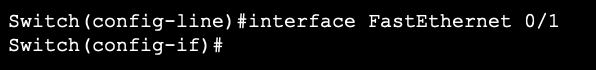 Switch(config-line)#interface FastEthernet 0/1
Switch(config-if)#